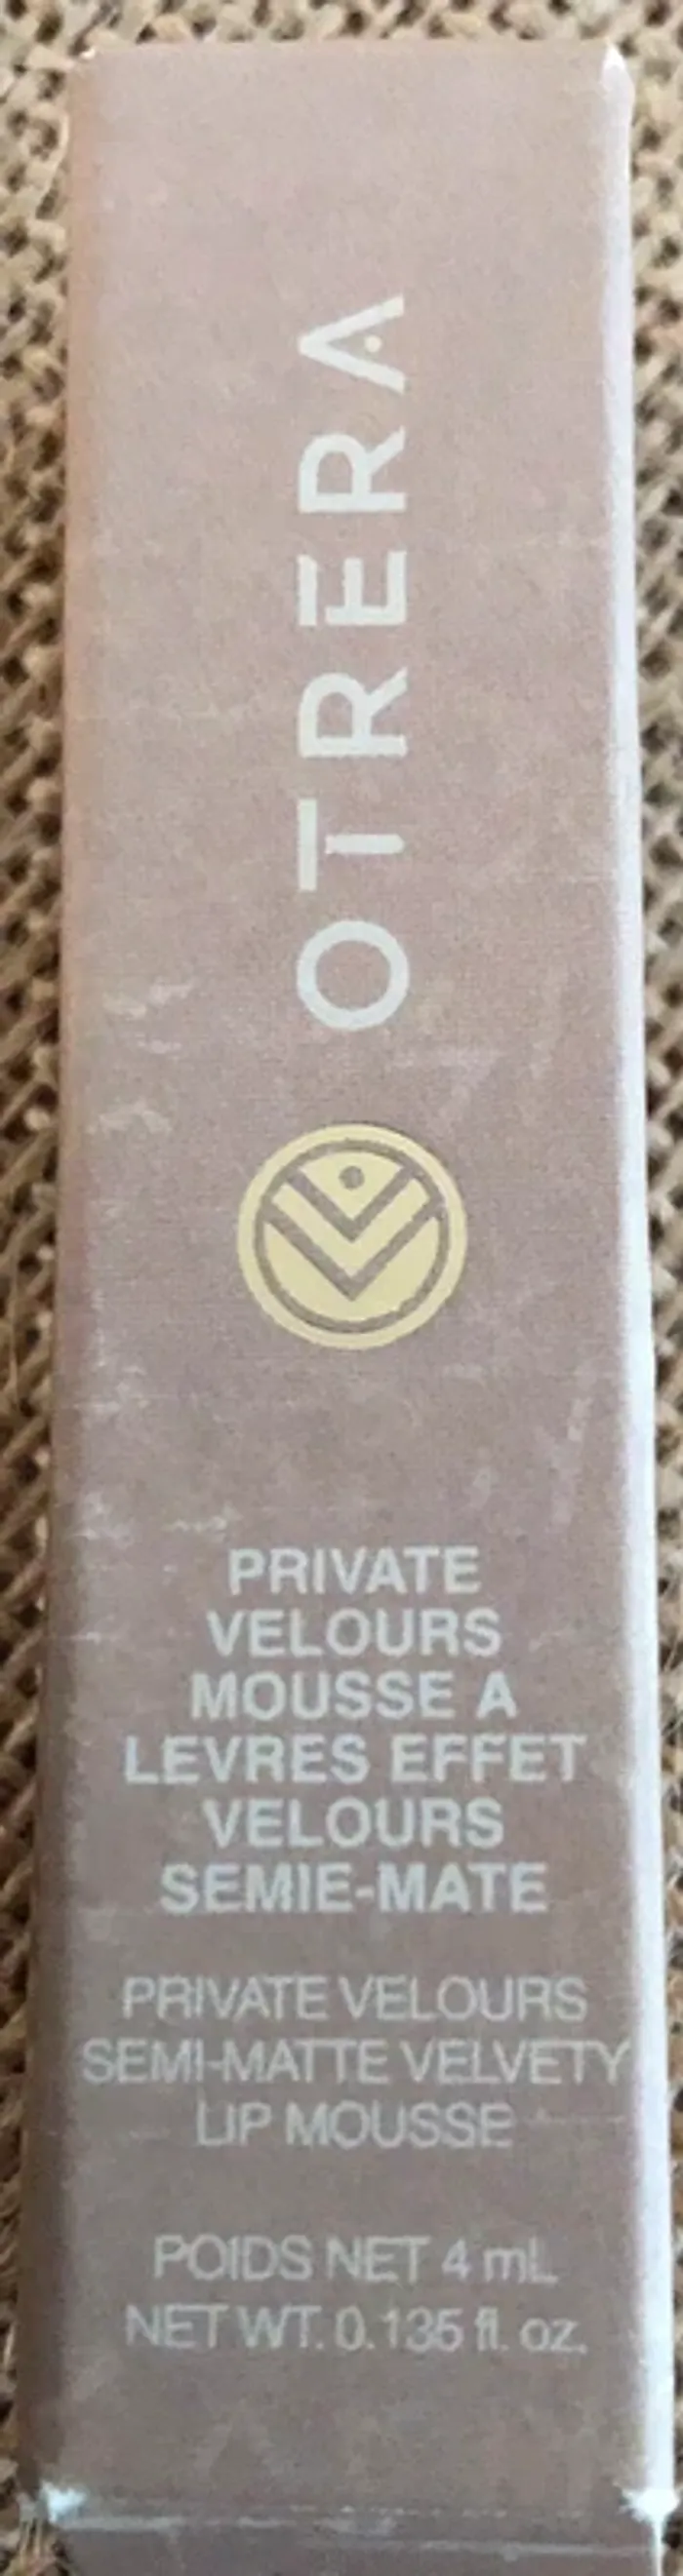 OTRERA
PRIVATE
VELOURS
MOUSSE A
LEVRES EFFET
VELOURS
SEMIE-MATE
PRIVATE VELOURS
SEMI-MATTE VELVETY
LIP MOUSSE
POIDS NET 4 mL
NET WT. 0.135 fl. oz.